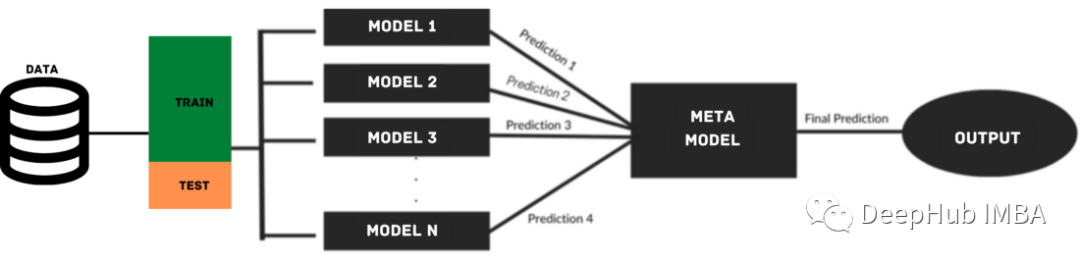 DATA
TRAIN
TEST
MODEL 1
MODEL 2
MODEL 3
MODEL N
Prediction 1
Prediction 2
Prediction 3
Prediction 4
META
MODEL
Final Prediction
OUTPUT
DeepHub IMBA